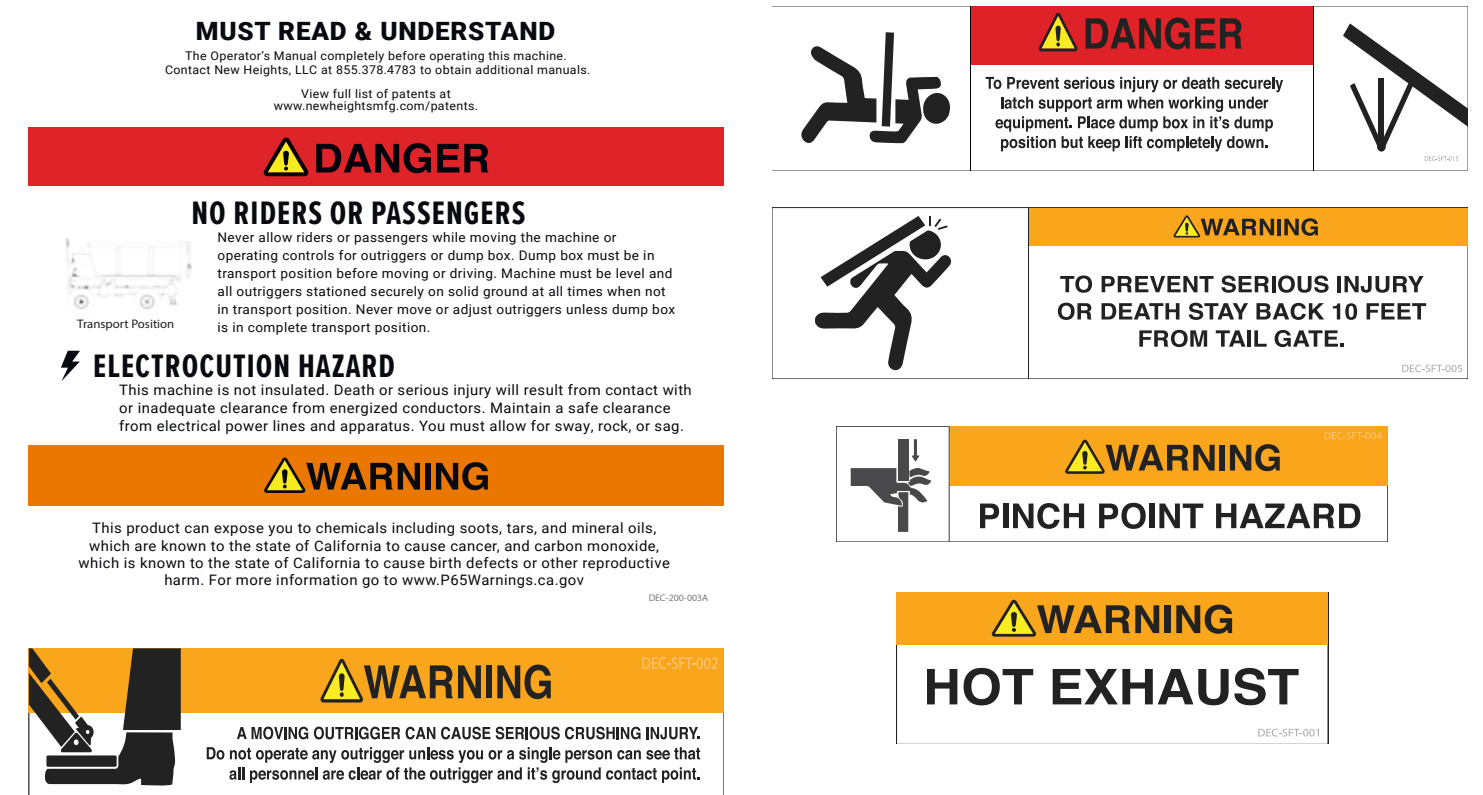 MUST READ & UNDERSTAND
The Operator's Manual completely before operating this machine.
Contact New Heights, LLC at 855.378.4783 to obtain additional manuals.
View full list of patents at
www.newheightsmfg.com/patents.
DANGER
NO RIDERS OR PASSENGERS
Never allow riders or passengers while moving the machine or
operating controls for outriggers or dump box. Dump box must be in
transport position before moving or driving. Machine must be level and
all outriggers stationed securely on solid ground at all times when not
in transport position. Never move or adjust outriggers unless dump box
is in complete transport position.
Transport Position
ELECTROCUTION HAZARD
This machine is not insulated. Death or serious injury will result from contact with
or inadequate clearance from energized conductors. Maintain a safe clearance
from electrical power lines and apparatus. You must allow for sway, rock, or sag.
WARNING
This product can expose you to chemicals including soots, tars, and mineral oils,
which are known to the state of California to cause cancer, and carbon monoxide,
which is known to the state of California to cause birth defects or other reproductive
harm. For more information go to www.P65Warnings.ca.gov
DEC-200-003A
DEC-SFT-002
WARNING
A MOVING OUTRIGGER CAN CAUSE SERIOUS CRUSHING INJURY.
Do not operate any outrigger unless you or a single person can see that
all personnel are clear of the outrigger and it's ground contact point.
DANGER
To Prevent serious injury or death securely
latch support arm when working under
equipment. Place dump box in it's dump
position but keep lift completely down.
DEC-SFT-015
WARNING
TO PREVENT SERIOUS INJURY
OR DEATH STAY BACK 10 FEET
FROM TAIL GATE.
DEC-SFT-005
DEC-SFT-004
WARNING
PINCH POINT HAZARD
WARNING
HOT EXHAUST
DEC-SFT-001